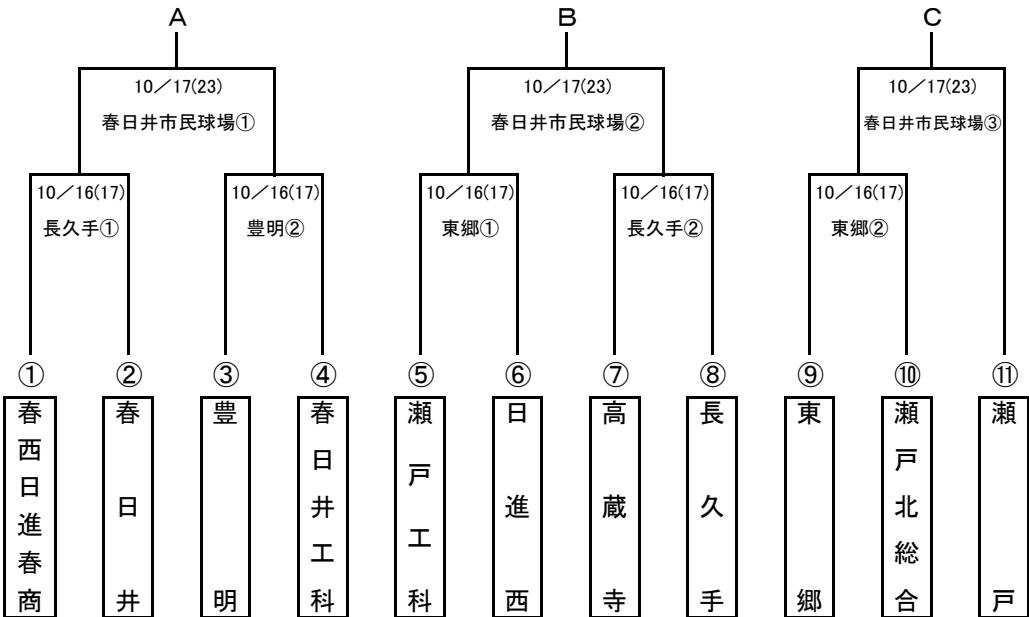 A
B
C
10／17(23)
春日井市民球場①
10／17(23)
春日井市民球場②
10／17(23)
春日井市民球場③
10／16(17)
長久手①
10／16(17)
豊明②
10／16(17)
東郷①
10／16(17)
長久手②
10／16(17)
東郷②
①
②
③
④
⑤
⑥
⑦
⑧
⑨
⑩
⑪
春西日進春商
春日井
豊明
春日井工科
瀬戸工科
日進西
高蔵寺
長久手
東郷
瀬戸北総合
瀬戸